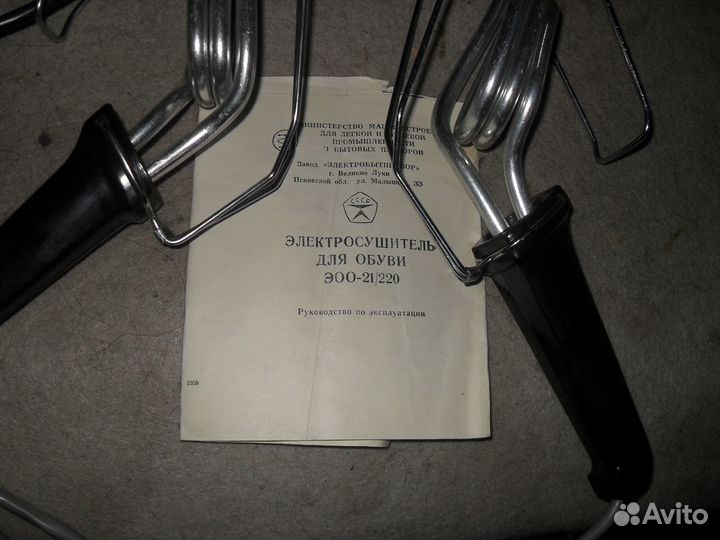 МИНИСТЕРСТВО
ДЛЯ ЛЕГКОЙ И
ПРОМЫШЛЕННОСТИ
БЫТОВЫХ
Завод «ЭЛЕКТРОБЫТПРИБОР»
г. Великие Луки
Псковской обл. ул. 33
СССР
ЭЛЕКТРОСУШИТЕЛЬ
ДЛЯ ОБУВИ
ЭОО-21/220
Руководство по эксплуатации
Avito